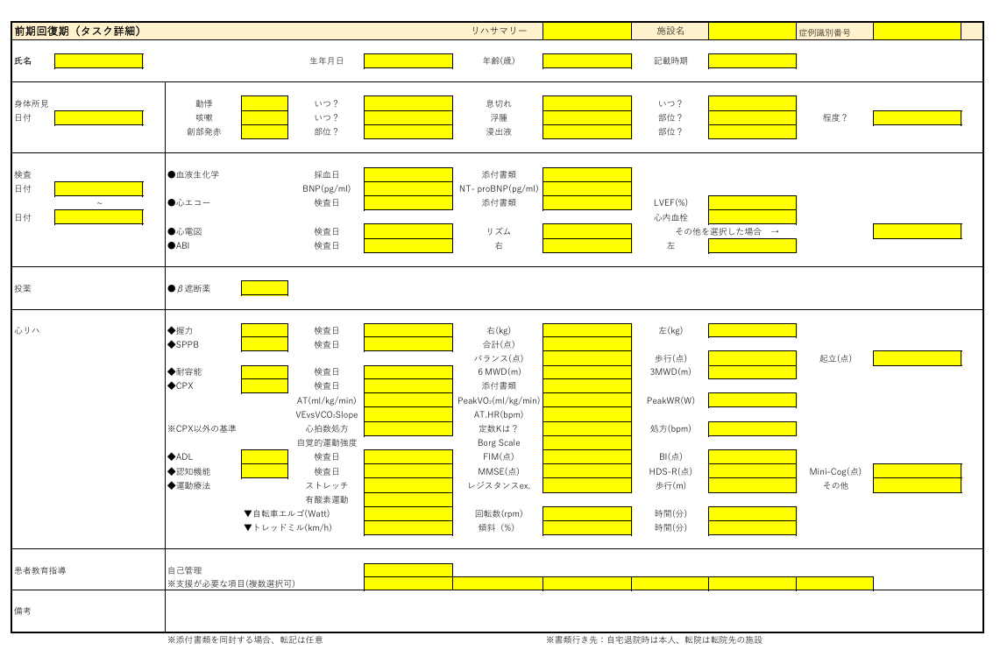 前期回復期（タスク詳細） リハサマリー 施設名 症例識別番号
氏名 生年月日 年齢(歳) 記載時期
身体所見 動悸 いつ？ 息切れ いつ？
日付 咳嗽 いつ？ 浮腫 部位？ 程度？
創部発赤 部位？ 浸出液 部位？
検査 ●血液生化学 採血日 添付書類
日付 BNP(pg/ml) NT- proBNP(pg/ml)
~ ●心エコー 検査日 添付書類 LVEF(%)
日付 心内血栓
●心電図 検査日 リズム その他を選択した場合　→
●ABI 検査日 右 左
投薬 ●β遮断薬
心リハ ◆握力 検査日 右(kg) 左(kg)
◆SPPB 検査日 合計(点)
バランス(点) 歩行(点) 起立(点)
◆耐容能 検査日 6 MWD(m) 3MWD(m)
◆CPX 検査日 添付書類
AT(ml/kg/min) PeakVO₂(ml/kg/min) PeakWR(W)
VEvsVCO₂Slope AT.HR(bpm)
※CPX以外の基準 心拍数処方 定数Kは？ 処方(bpm)
自覚的運動強度 Borg Scale
◆ADL 検査日 FIM(点) BI(点)
◆認知機能 検査日 MMSE(点) HDS-R(点) Mini-Cog(点)
◆運動療法 ストレッチ レジスタンスex. 歩行(m) その他
有酸素運動
▼自転車エルゴ(Watt) 回転数(rpm) 時間(分)
▼トレッドミル(km/h) 傾斜（%） 時間(分)
患者教育指導 自己管理
※支援が必要な項目(複数選択可)
備考
※添付書類を同封する場合、転記は任意 ※書類行き先：自宅退院時は本人、転院は転院先の施設